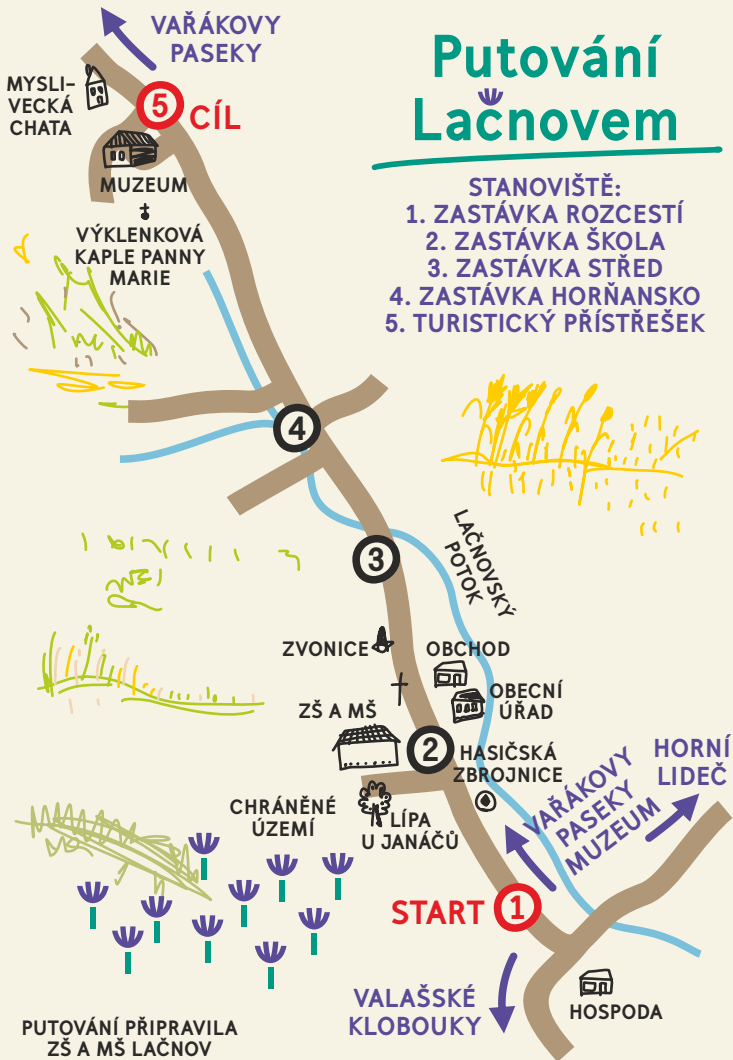 Putování
Lačnovem
STANOVIŠTĚ:
1. ZASTÁVKA ROZCESTÍ
2. ZASTÁVKA ŠKOLA
3. ZASTÁVKA STŘED
4. ZASTÁVKA HORŇANSKO
5. TURISTICKÝ PŘÍSTŘEŠEK
VAŘÁKOVY
PASEKY
MYSLI-
VECKÁ
CHATA
5 CÍL
MUZEUM
VÝKLENKOVÁ
KAPLE PANNY
MARIE
4
3
LAČNOVSKÝ
POTOK
ZVONICE
OBCHOD
OBECNÍ
ÚŘAD
ZŠ A MŠ
2
HASIČSKÁ
ZBROJNICE
CHRÁNĚNÉ
ÚZEMÍ
LÍPA
U JANÁČŮ
VAŘÁKOVY
PASEKY
MUZEUM
HORNÍ
LIDEČ
START 1
VALAŠSKÉ
KLOBOUKY
HOSPODA
PUTOVÁNÍ PŘIPRAVILA
ZŠ A MŠ LAČNOV